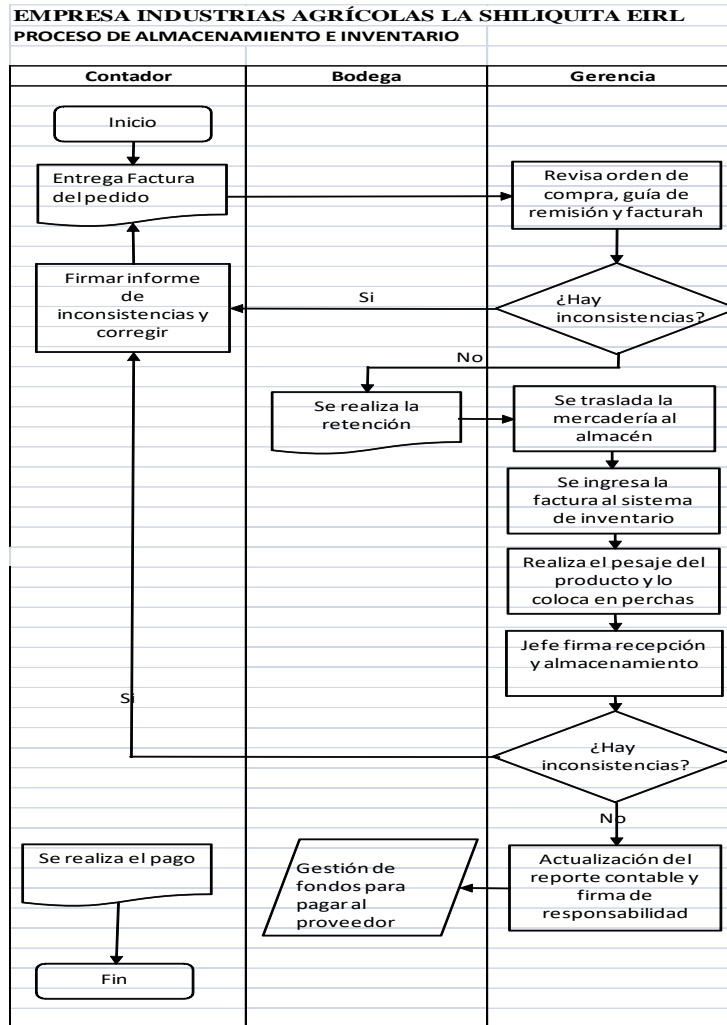 EMPRESA INDUSTRIAS AGRÍCOLAS LA SHILIQUITA EIRL
PROCESO DE ALMACENAMIENTO E INVENTARIO
Contador
Bodega
Gerencia
Inicio
Entrega Factura
del pedido
Revisa orden de
compra, guía de
remisión y facturah
Firmar informe
de
inconsistencias y
corregir
Si
¿Hay
inconsistencias?
No
Se realiza la
retención
Se traslada la
mercadería al
almacén
Se ingresa la
factura al sistema
de inventario
Realiza el pesaje del
producto y lo
coloca en perchas
Jefe firma recepción
y almacenamiento
Si
¿Hay
inconsistencias?
No
Se realiza el pago
Gestión de
fondos para
pagar al
proveedor
Actualización del
reporte contable y
firma de
responsabilidad
Fin